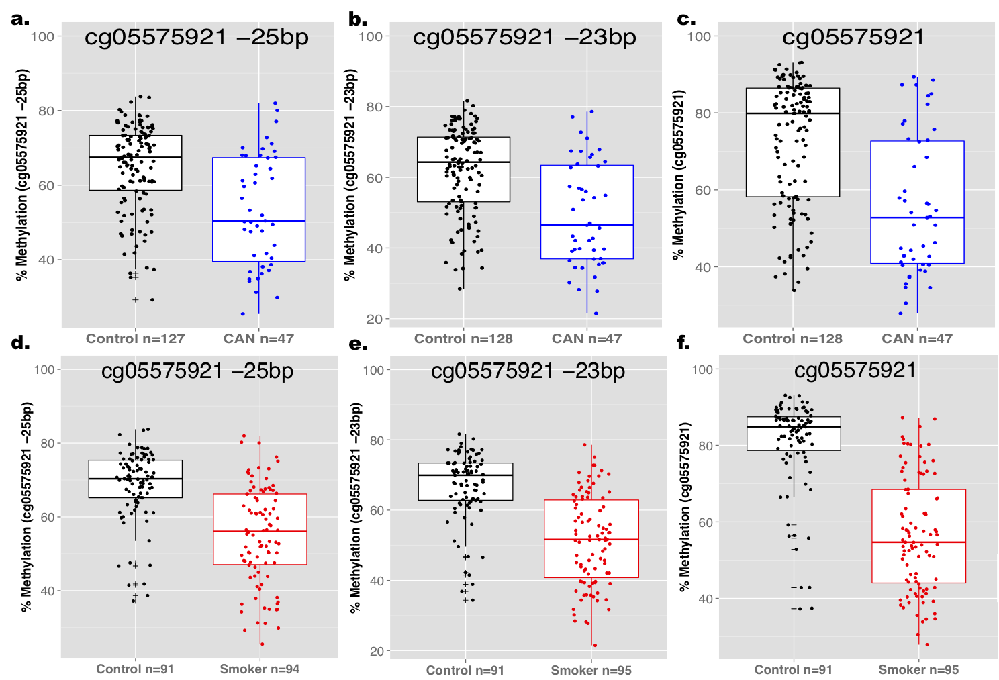 a.
cg05575921 −25bp
% Methylation (cg05575921 −25bp)
100
80
60
40
Control n=127
CAN n=47
b.
cg05575921 −23bp
% Methylation (cg05575921 −23bp)
100
80
60
40
20
Control n=128
CAN n=47
c.
cg05575921
% Methylation (cg05575921)
100
80
60
40
Control n=128
CAN n=47
d.
cg05575921 −25bp
% Methylation (cg05575921 −25bp)
100
80
60
40
Control n=91
Smoker n=94
e.
cg05575921 −23bp
% Methylation (cg05575921 −23bp)
100
80
60
40
20
Control n=91
Smoker n=95
f.
cg05575921
% Methylation (cg05575921)
100
80
60
40
Control n=91
Smoker n=95